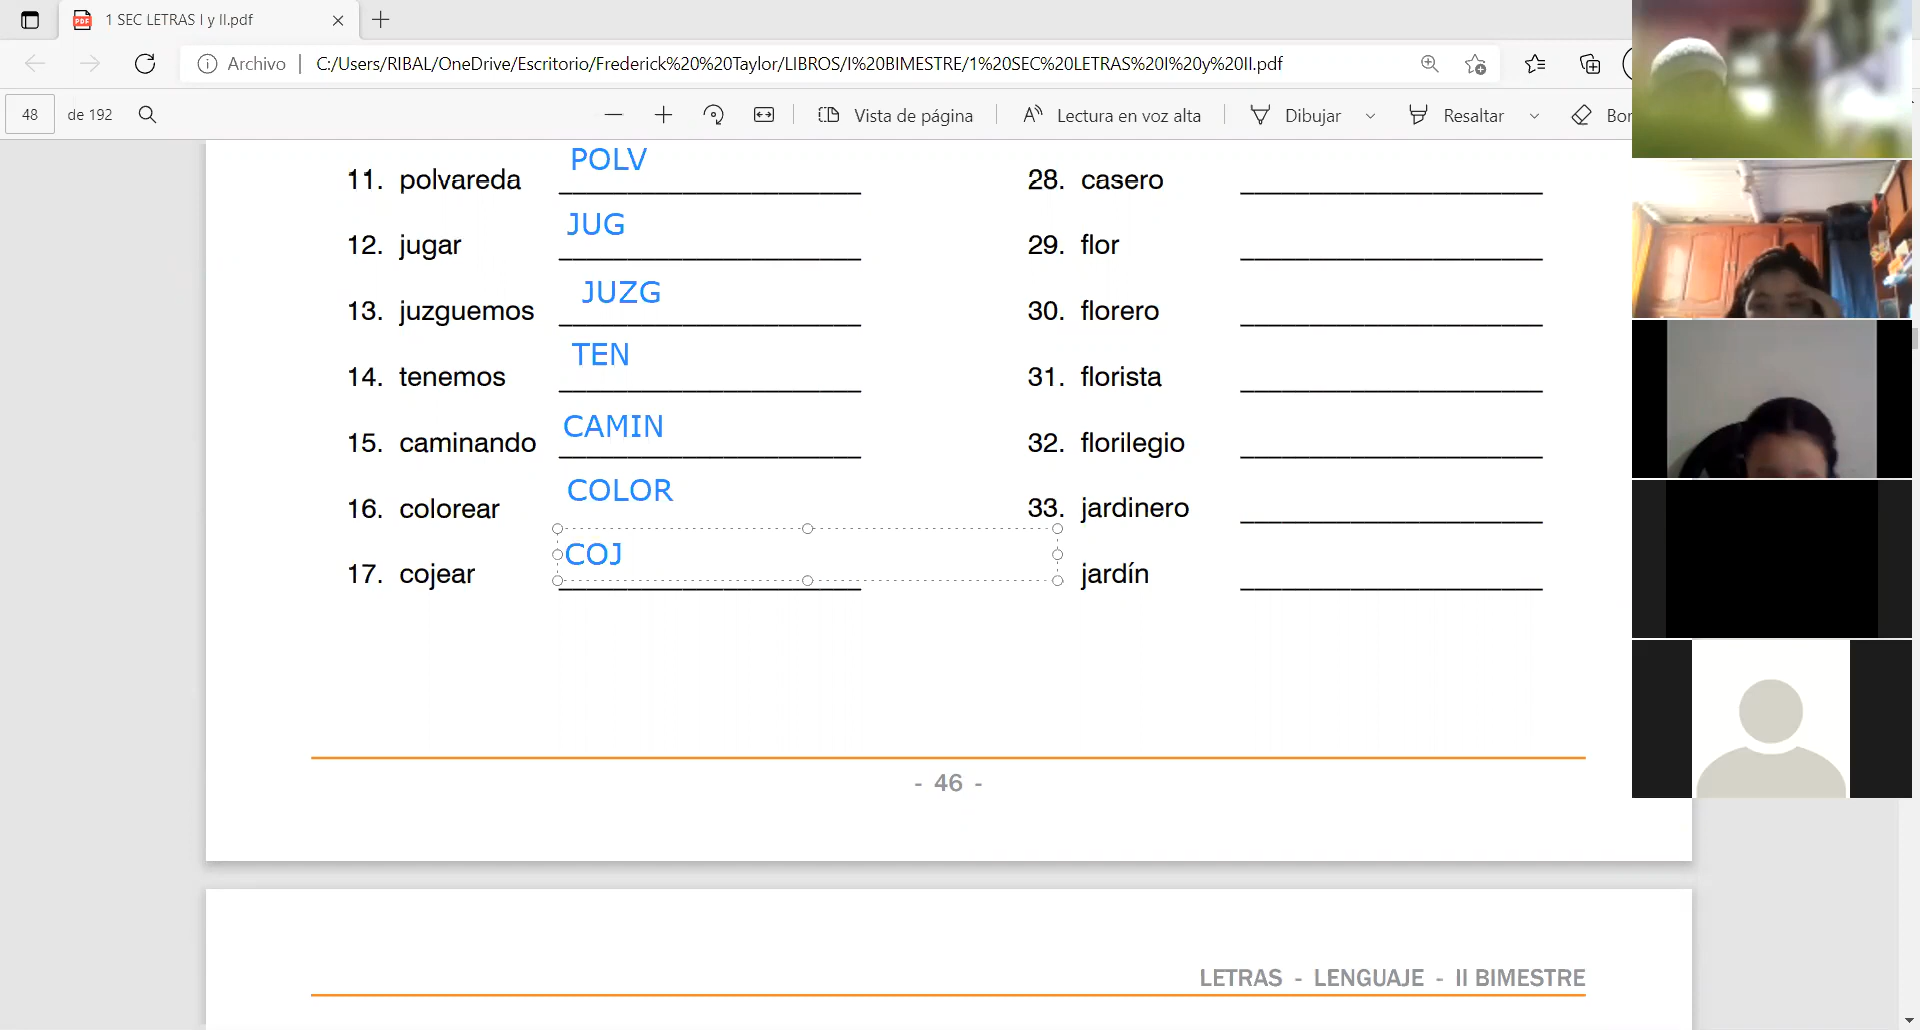 1 SEC LETRAS I y II.pdf
Archivo | C:/Users/RIBAL/OneDrive/Escritorio/Frederick%20%20Taylor/LIBROS/I%20BIMESTRE/1%20SEC%20LETRAS%20I%20y%20II.pdf
48 de 192 Vista de página Lectura en voz alta Dibujar Resaltar Bor
11. polvareda POLV
12. jugar JUG
13. juzguemos JUZG
14. tenemos TEN
15. caminando CAMIN
16. colorear COLOR
17. cojear COJ
28. casero
29. flor
30. florero
31. florista
32. florilegio
33. jardinero
jardín
- 46 -
LETRAS - LENGUAJE - II BIMESTRE